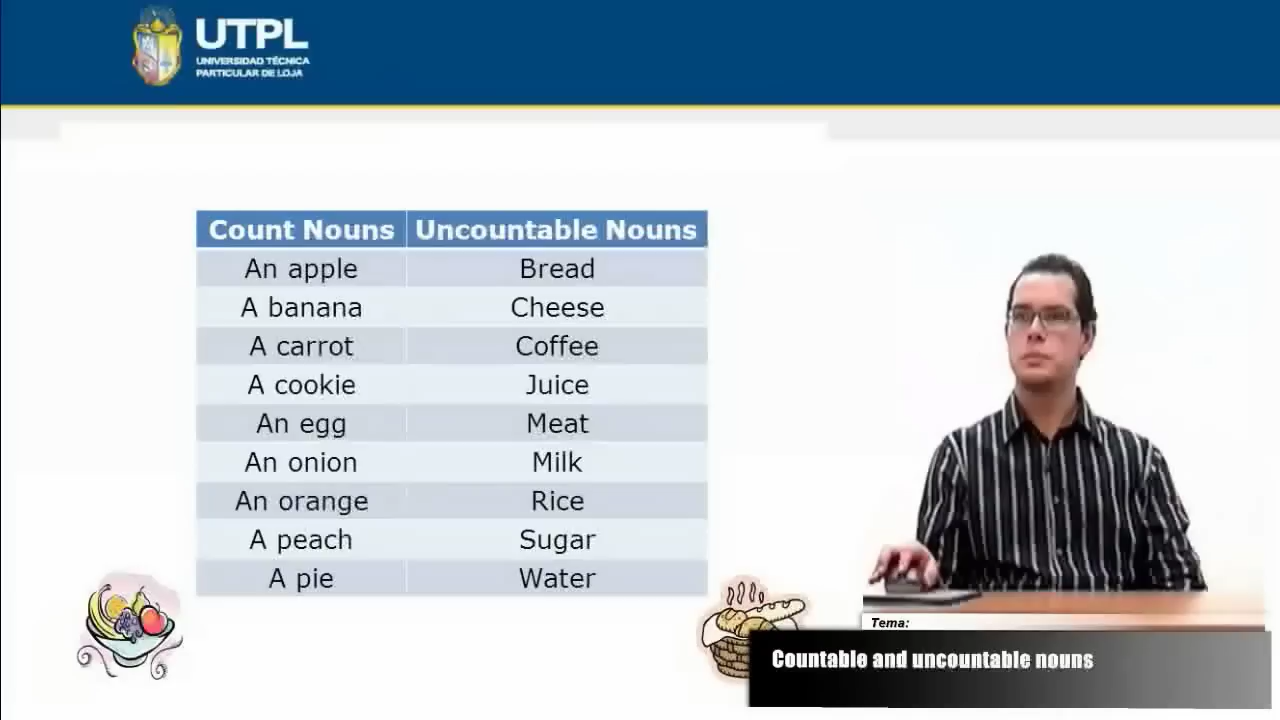 UTPL
UNIVERSIDAD TÉCNICA
PARTICULAR DE LOJA
Count Nouns Uncountable Nouns
An apple Bread
A banana Cheese
A carrot Coffee
A cookie Juice
An egg Meat
An onion Milk
An orange Rice
A peach Sugar
A pie Water
Tema:
Countable and uncountable nouns